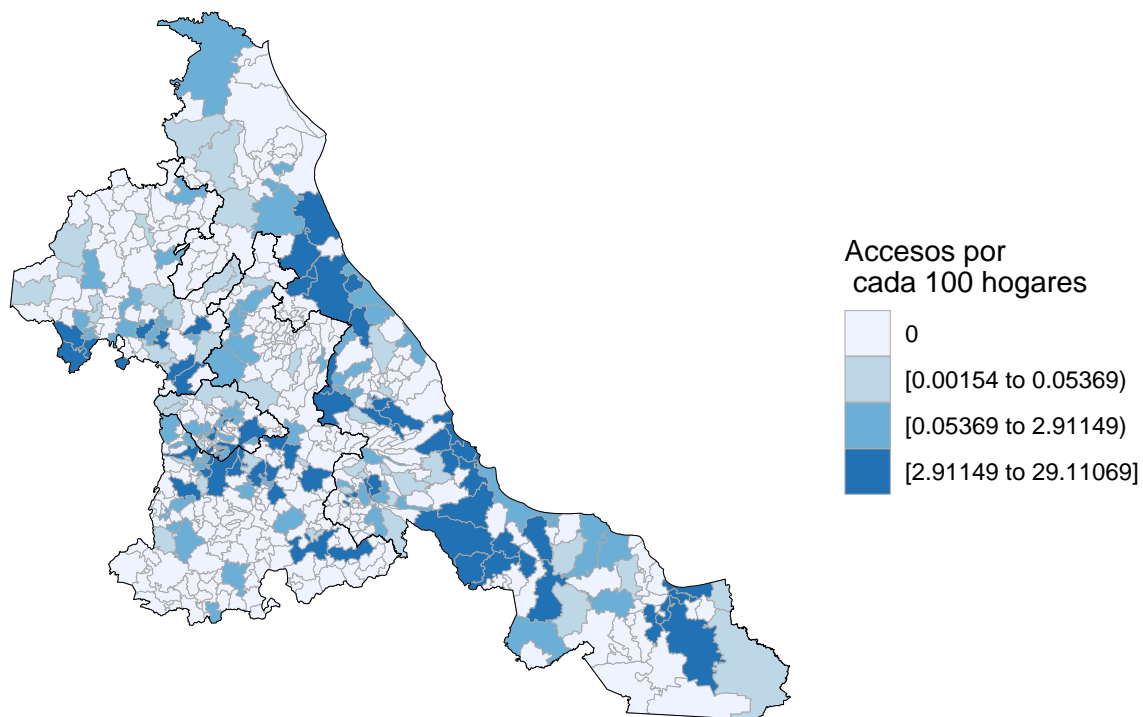 Accesos por
cada 100 hogares
0
[0.00154 to 0.05369)
[0.05369 to 2.91149)
[2.91149 to 29.11069]